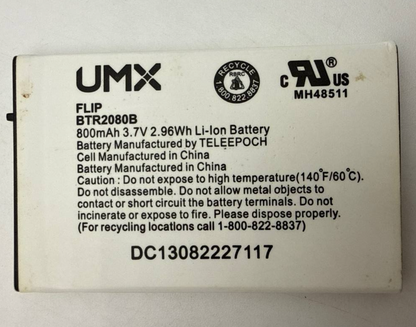 UMX
RECYCLE
RBRC
1.800.822.8837
c RU US
MH48511
FLIP
BTR2080B
800mAh 3.7V 2.96Wh Li-Ion Battery
Battery Manufactured by TELEEPOCH
Cell Manufactured in China
Battery Manufactured in China
Caution : Do not expose to high temperature(140°F/60°C).
Do not disassemble. Do not allow metal objects to
contact or short circuit the battery terminals. Do not
incinerate or expose to fire. Please dispose properly.
(For recycling locations call 1-800-822-8837)
DC13082227117